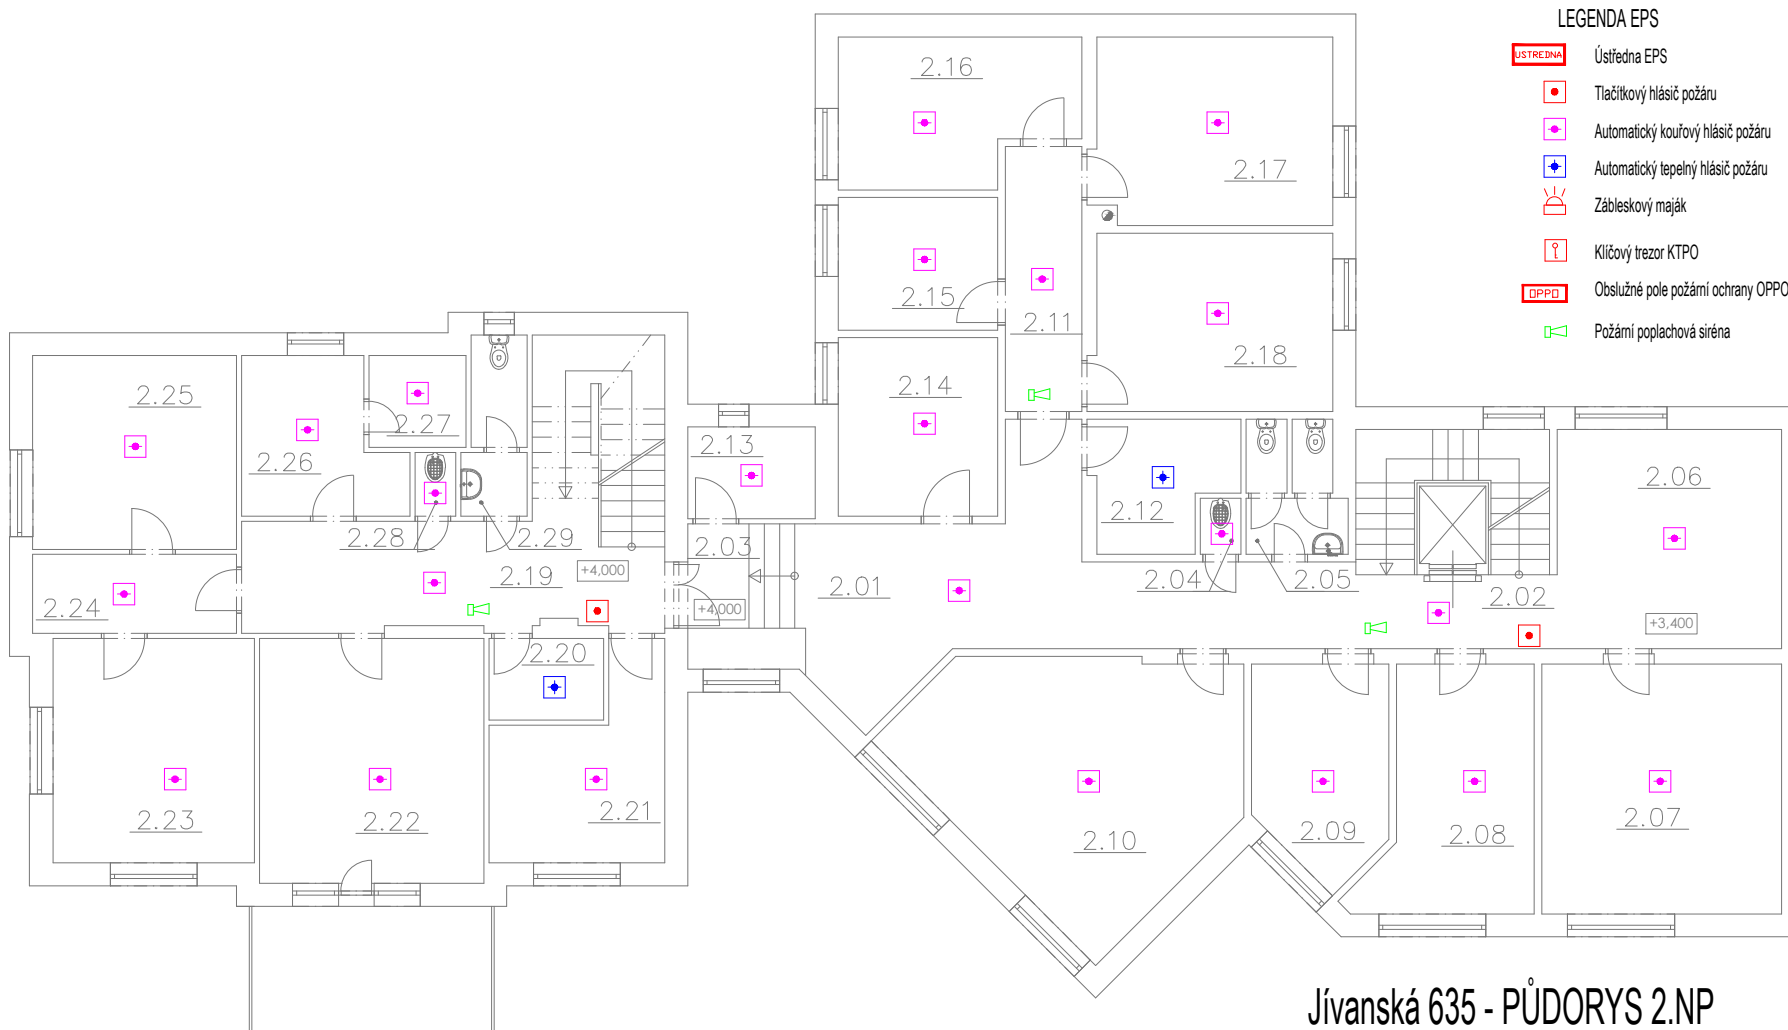 LEGENDA EPS
USTREDNA
Ústředna EPS
Tlačítkový hlásič požáru
Automatický kouřový hlásič požáru
Automatický tepelný hlásič požáru
Zábleskový maják
Klíčový trezor KTPO
OPPO
Obslužné pole požární ochrany OPPO
Požární poplachová siréna
2.16
2.17
2.15
2.11
2.18
2.14
2.25
2.27
2.26
2.13
2.06
2.12
2.28
2.29
2.03
2.19
+4,000
2.01
2.04
2.05
2.02
2.24
+4,000
+3,400
2.20
2.23
2.22
2.21
2.10
2.09
2.08
2.07
Jívanská 635 - PŮDORYS 2.NP